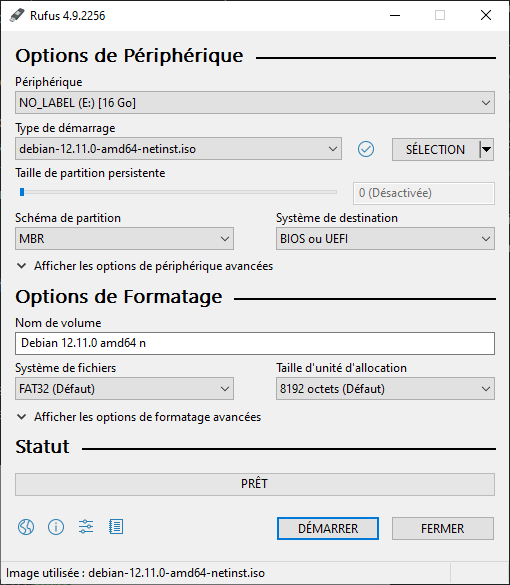 Rufus 4.9.2256
Options de Périphérique
Périphérique
NO_LABEL (E:) [16 Go]
Type de démarrage
debian-12.11.0-amd64-netinst.iso
SÉLECTION
Taille de partition persistente
0 (Désactivée)
Schéma de partition
Système de destination
MBR
BIOS ou UEFI
Afficher les options de périphérique avancées
Options de Formatage
Nom de volume
Debian 12.11.0 amd64 n
Système de fichiers
Taille d'unité d'allocation
FAT32 (Défaut)
8192 octets (Défaut)
Afficher les options de formatage avancées
Statut
PRÊT
DÉMARRER
FERMER
Image utilisée : debian-12.11.0-amd64-netinst.iso